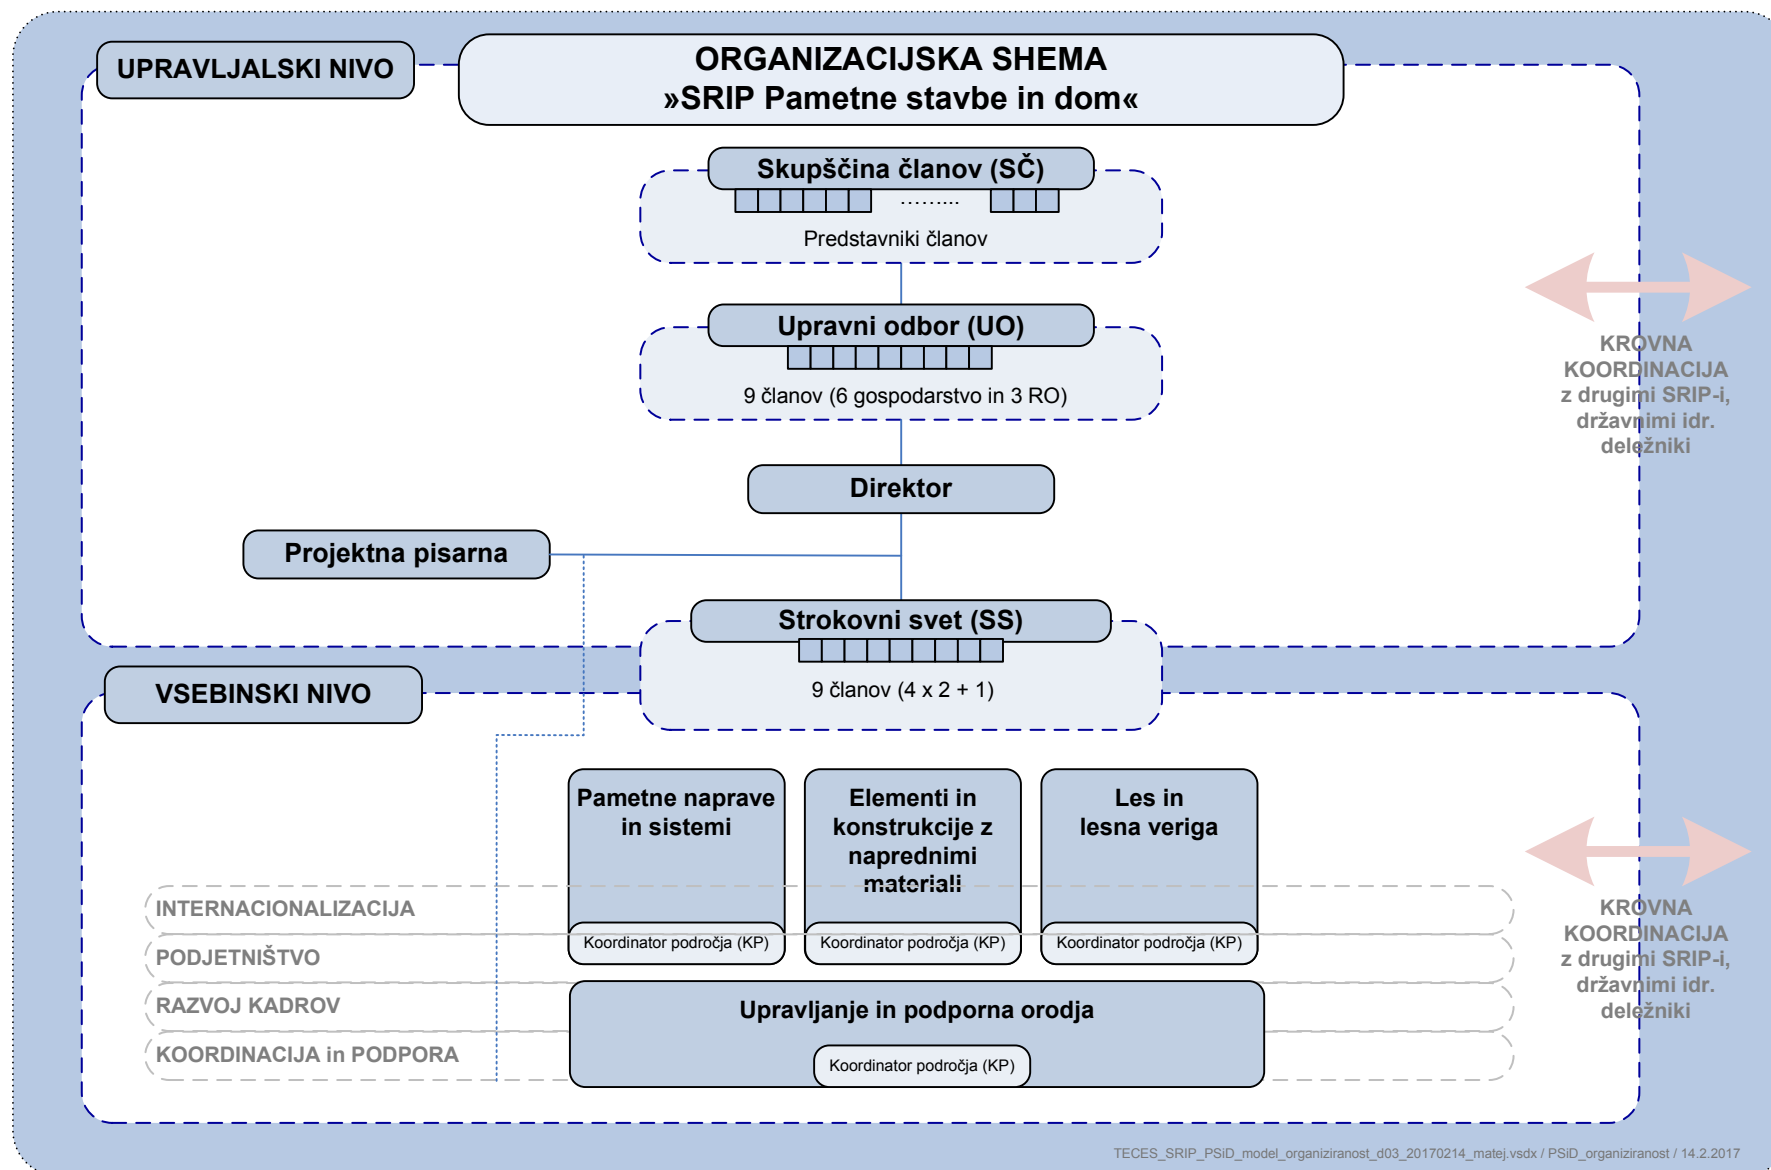 UPRAVLJALSKI NIVO
ORGANIZACIJSKA SHEMA
»SRIP Pametne stavbe in dom«
Skupščina članov (SČ)
.........
Predstavniki članov
Upravni odbor (UO)
9 članov (6 gospodarstvo in 3 RO)
KROVNA
KOORDINACIJA
z drugimi SRIP-i,
državnimi idr.
deležniki
Direktor
Projektna pisarna
Strokovni svet (SS)
9 članov (4 x 2 + 1)
VSEBINSKI NIVO
Pametne naprave
in sistemi
Koordinator področja (KP)
Elementi in
konstrukcije z
naprednimi
materiali
Koordinator področja (KP)
Les in
lesna veriga
Koordinator področja (KP)
INTERNACIONALIZACIJA
PODJETNIŠTVO
RAZVOJ KADROV
KOORDINACIJA in PODPORA
Upravljanje in podporna orodja
Koordinator področja (KP)
KROVNA
KOORDINACIJA
z drugimi SRIP-i,
državnimi idr.
deležniki
TECES_SRIP_PSiD_model_organiziranost_d03_20170214_matej.vsdx / PSiD_organiziranost / 14.2.2017